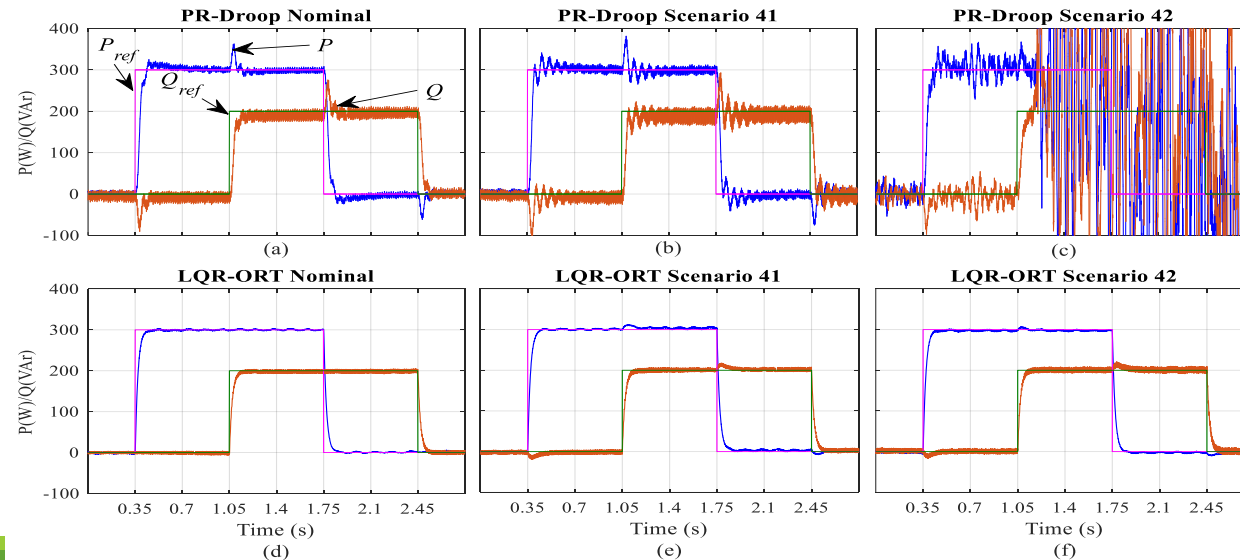 PR-Droop Nominal
PR-Droop Scenario 41
PR-Droop Scenario 42
P(W)/Q(VAr)
400
300
200
100
0
-100
P_ref
P
Q_ref
Q
(a)
(b)
(c)
LQR-ORT Nominal
LQR-ORT Scenario 41
LQR-ORT Scenario 42
P(W)/Q(VAr)
400
300
200
100
0
-100
0.35 0.7 1.05 1.4 1.75 2.1 2.45
0.35 0.7 1.05 1.4 1.75 2.1 2.45
0.35 0.7 1.05 1.4 1.75 2.1 2.45
Time (s)
Time (s)
Time (s)
(d)
(e)
(f)